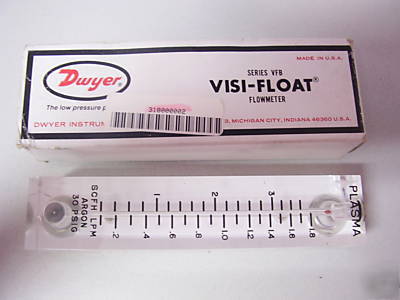 Dwyer
The low pressure
DWYER INSTRUM
318000002
MADE IN U.S.A.
SERIES VFB
VISI-FLOAT®
FLOWMETER
MICHIGAN CITY, INDIANA 46360 U.S.A.
PLASMA
SCFH LPM
ARGON
30 PSIG
1 2 3
.2 .4 .6 .8 1.0 1.2 1.4 1.6 1.8